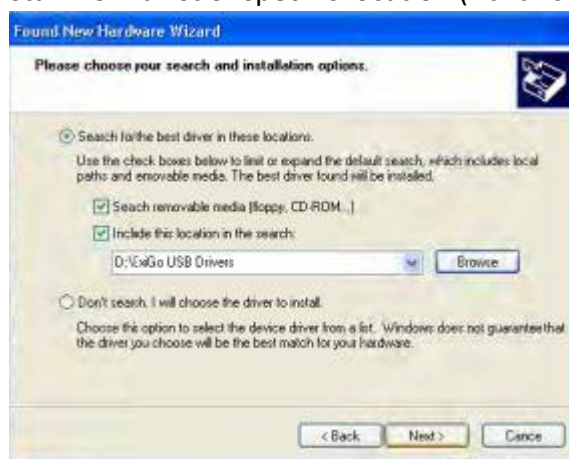 Found New Hardware Wizard
Please choose your search and installation options.
Search for the best driver in these locations.
Use the check boxes below to limit or expand the default search, which includes local
paths and emovable media. The best driver found will be installed.
Seach removable media (floppy, CD-ROM...)
Include this location in the search:
D:\ExiGo USB Drivers
Browse
Don't search. I will choose the driver to install.
Choose this option to select the device driver from a list. Windows does not guarantee that
the driver you choose will be the best match for your hardware.
< Back
Next >
Cance